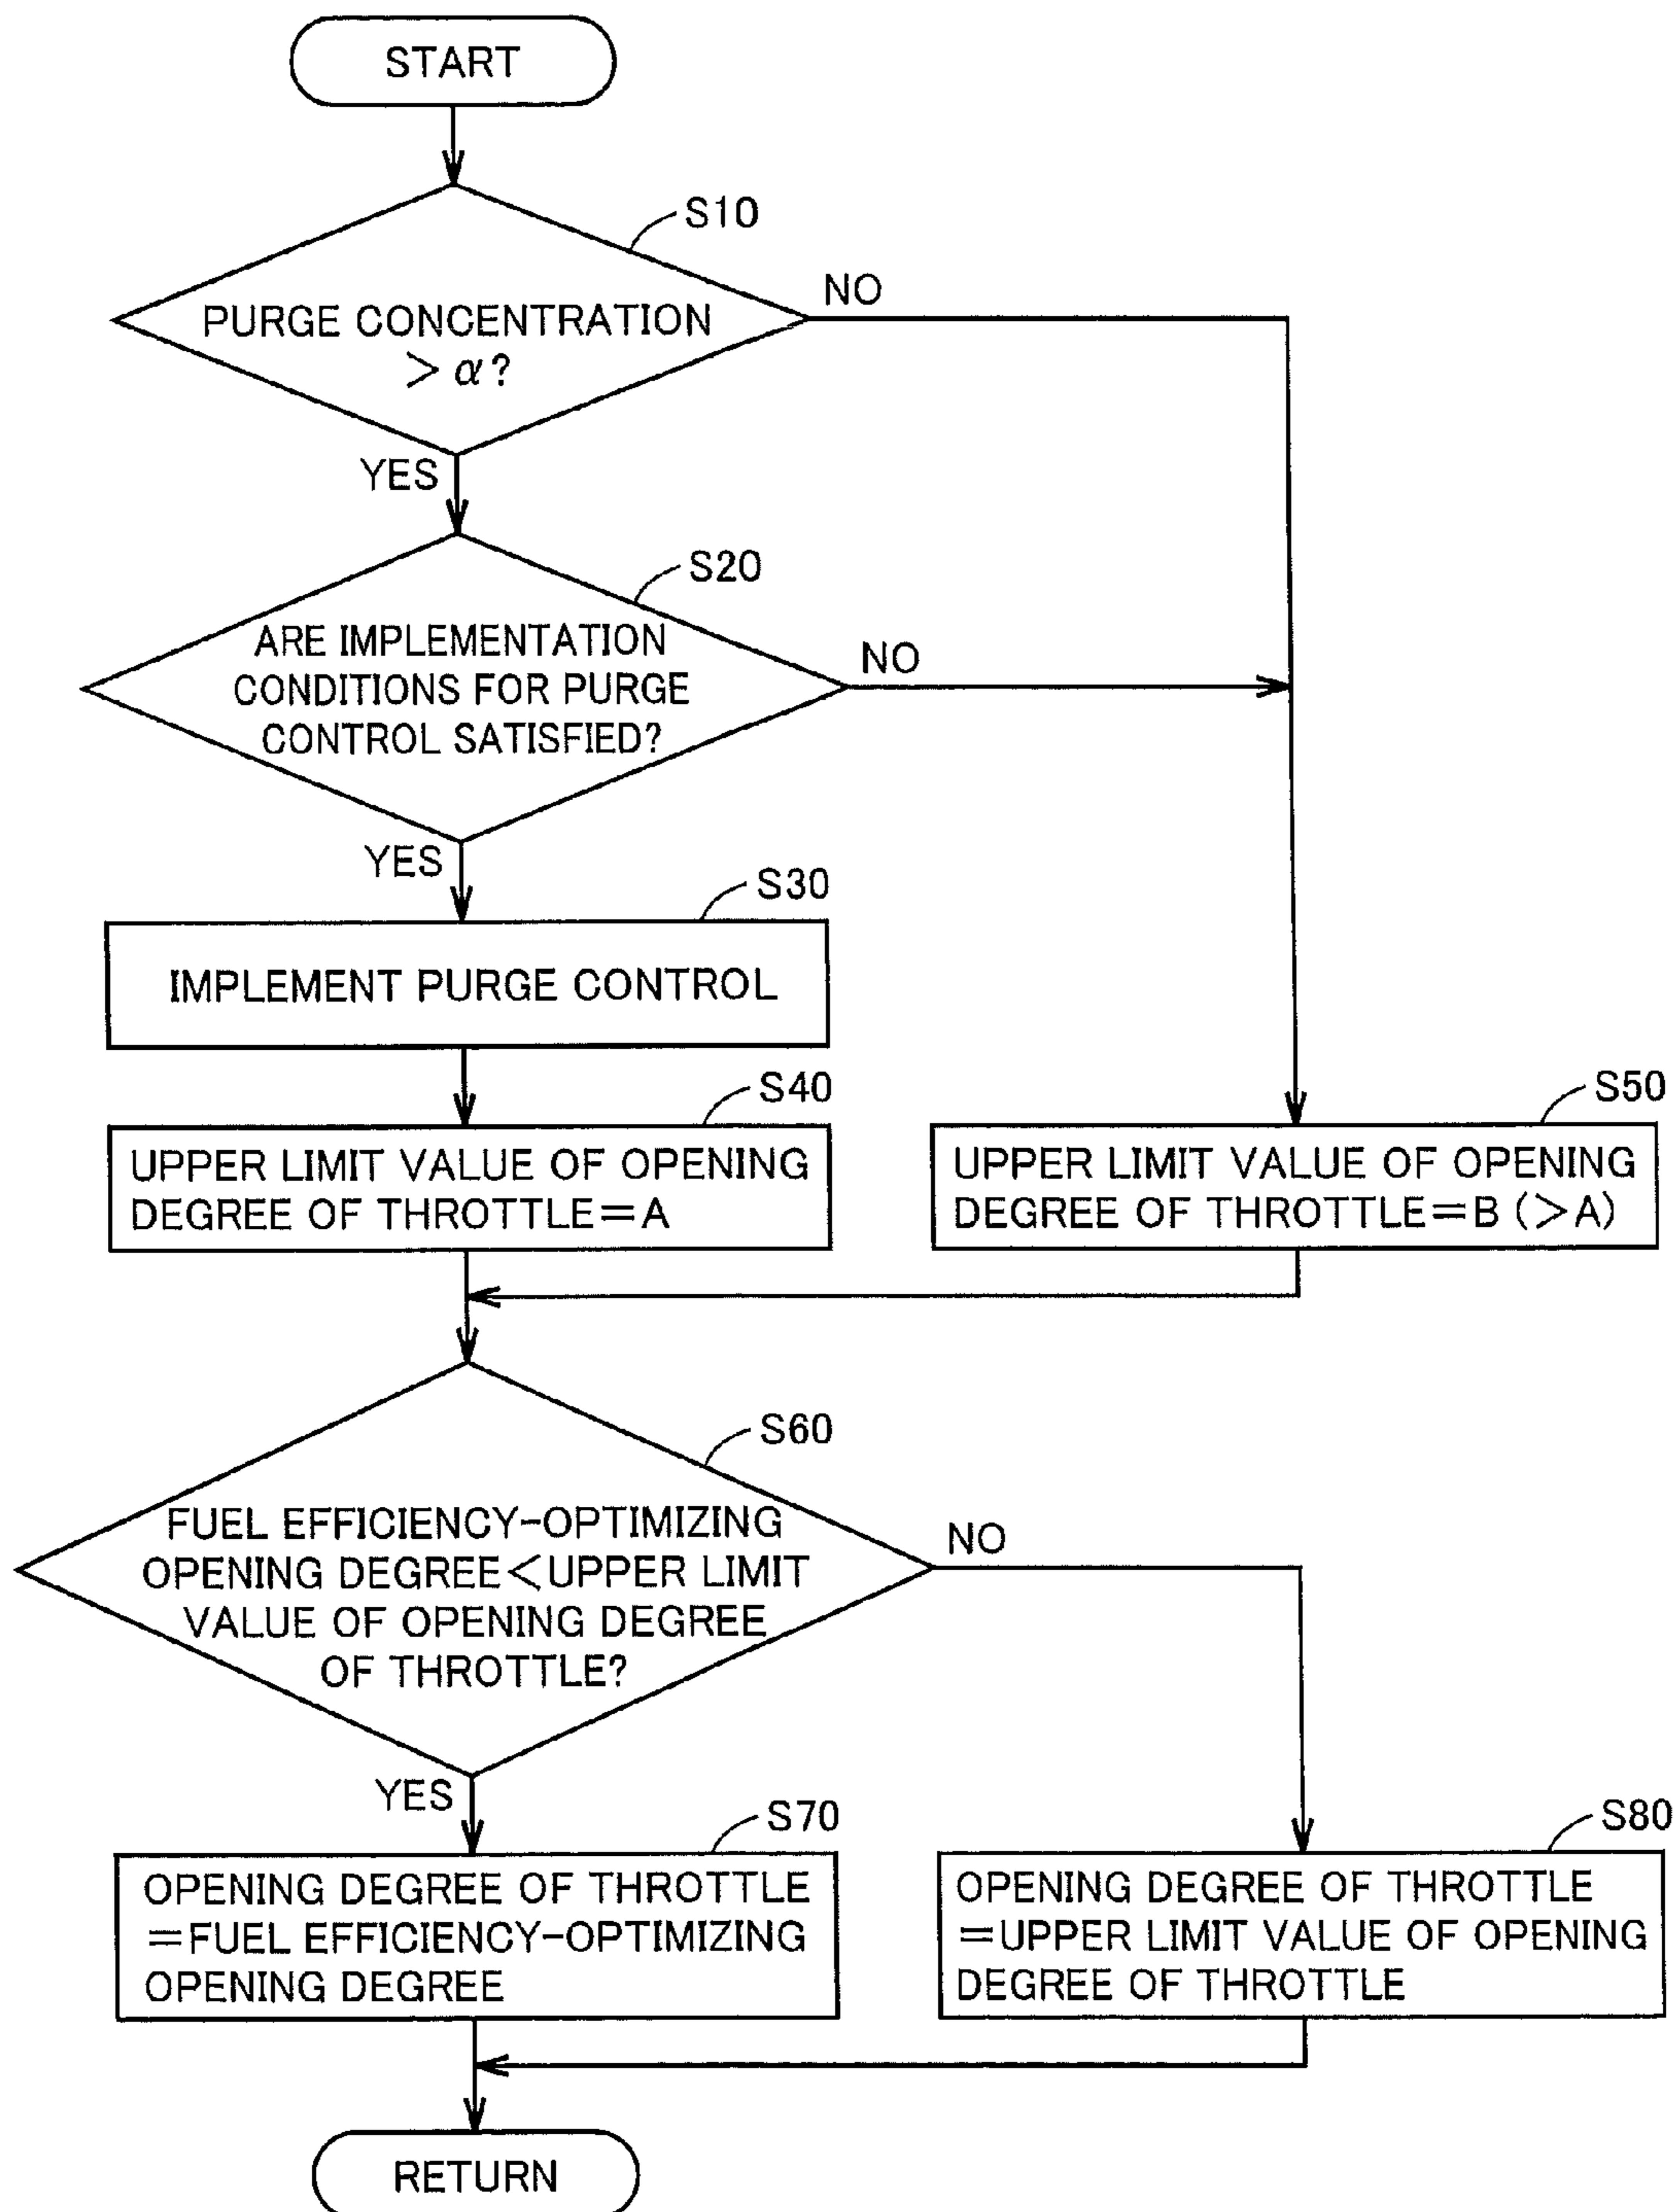 START
S10
PURGE CONCENTRATION
> α?
NO
YES
S20
ARE IMPLEMENTATION
CONDITIONS FOR PURGE
CONTROL SATISFIED?
NO
YES
S30
IMPLEMENT PURGE CONTROL
S40
UPPER LIMIT VALUE OF OPENING
DEGREE OF THROTTLE=A
S50
UPPER LIMIT VALUE OF OPENING
DEGREE OF THROTTLE=B (>A)
S60
FUEL EFFICIENCY-OPTIMIZING
OPENING DEGREE<UPPER LIMIT
VALUE OF OPENING DEGREE
OF THROTTLE?
NO
YES
S70
OPENING DEGREE OF THROTTLE
=FUEL EFFICIENCY-OPTIMIZING
OPENING DEGREE
S80
OPENING DEGREE OF THROTTLE
=UPPER LIMIT VALUE OF OPENING
DEGREE OF THROTTLE
RETURN